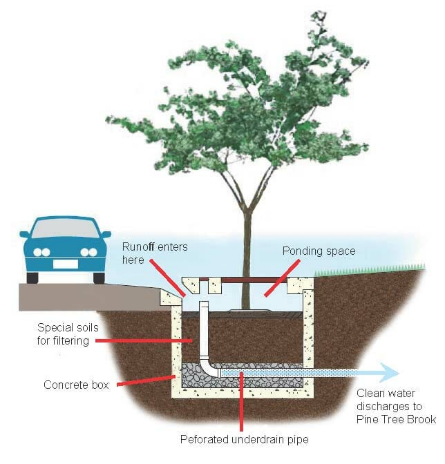 Runoff enters
here
Ponding space
Special soils
for filtering
Concrete box
Clean water
discharges to
Pine Tree Brook
Peforated underdrain pipe